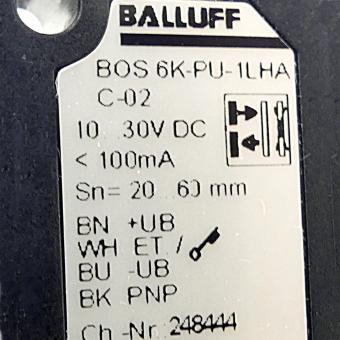 BALLUFF
BOS 6K-PU-1LHA
C-02
10...30V DC
< 100mA
Sn= 20...60 mm
BN +UB
WH ET /
BU -UB
BK PNP
Ch.-Nr. 248444